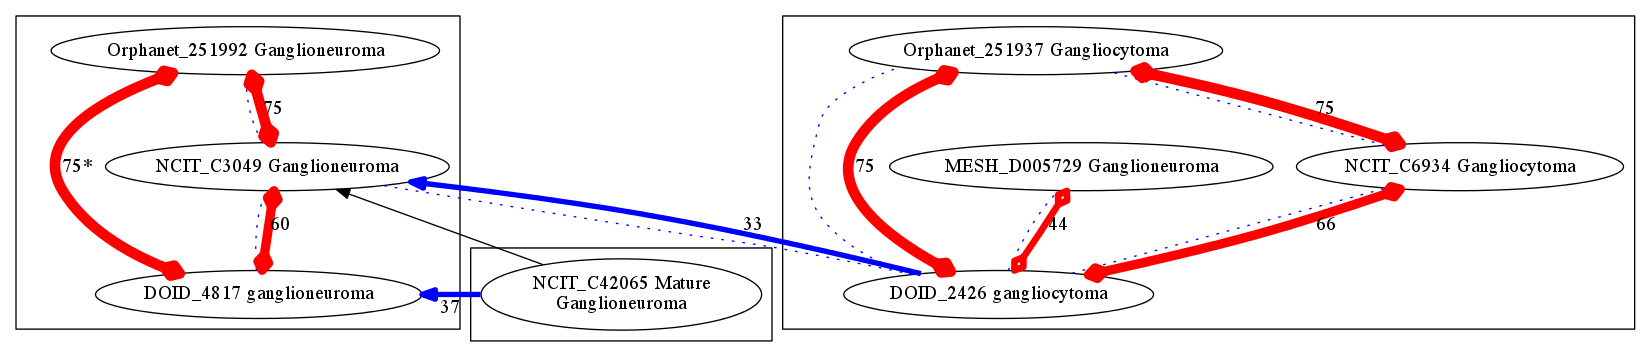 Orphanet_251992 Ganglioneuroma
Orphanet_251937 Gangliocytoma
75
75
75*
NCIT_C3049 Ganglioneuroma
75
MESH_D005729 Ganglioneuroma
NCIT_C6934 Gangliocytoma
60
33
44
66
DOID_4817 ganglioneuroma
37
NCIT_C42065 Mature
Ganglioneuroma
DOID_2426 gangliocytoma